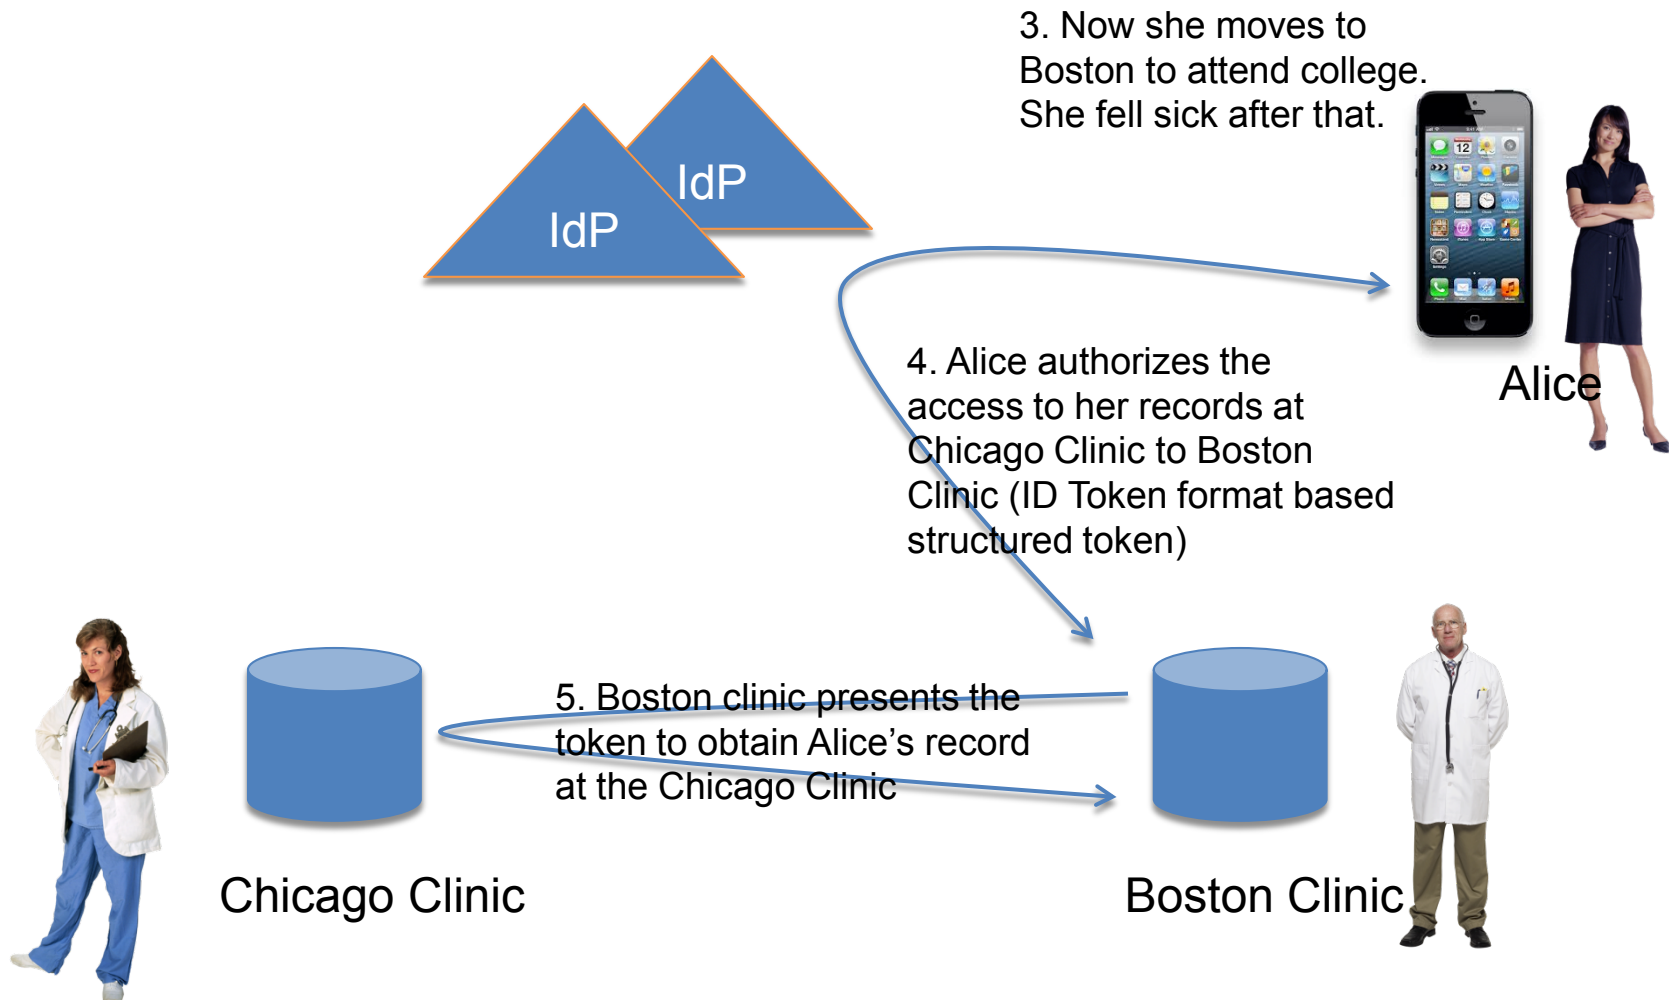 3. Now she moves to
Boston to attend college.
She fell sick after that.
IdP
IdP
12
Alice
4. Alice authorizes the
access to her records at
Chicago Clinic to Boston
Clinic (ID Token format based
structured token)
5. Boston clinic presents the
token to obtain Alice’s record
at the Chicago Clinic
Chicago Clinic
Boston Clinic